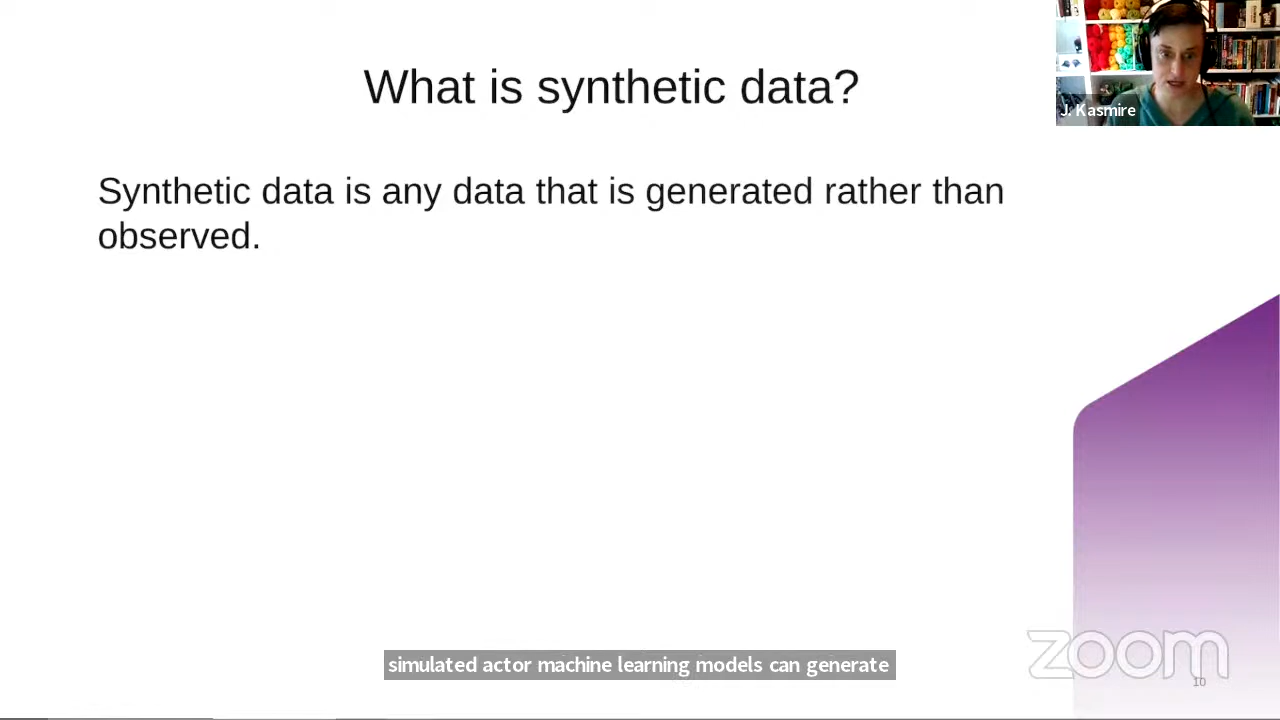 What is synthetic data?
J. Kasmire
Synthetic data is any data that is generated rather than
observed.
simulated actor machine learning models can generate
zoom
10